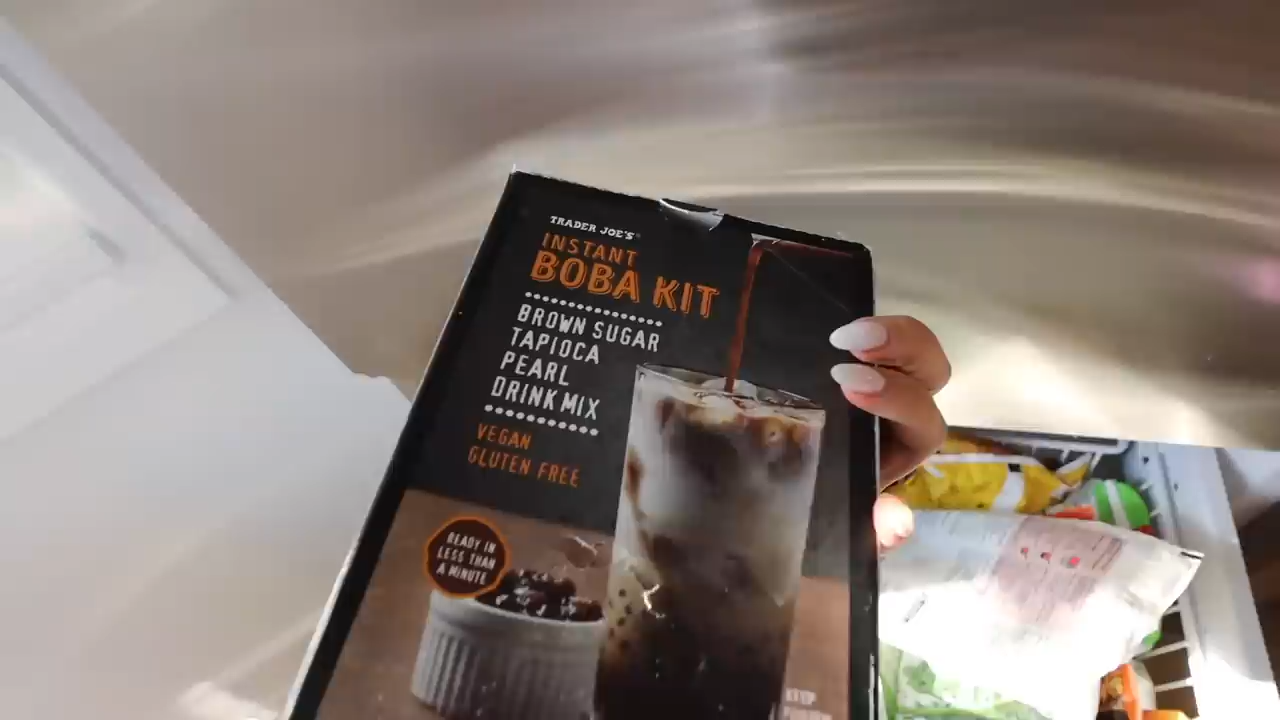 TRADER JOE'S
INSTANT
BOBA KIT
BROWN SUGAR
TAPIOCA
PEARL
DRINK MIX
VEGAN
GLUTEN FREE
READY IN
LESS THAN
A MINUTE
KEEP